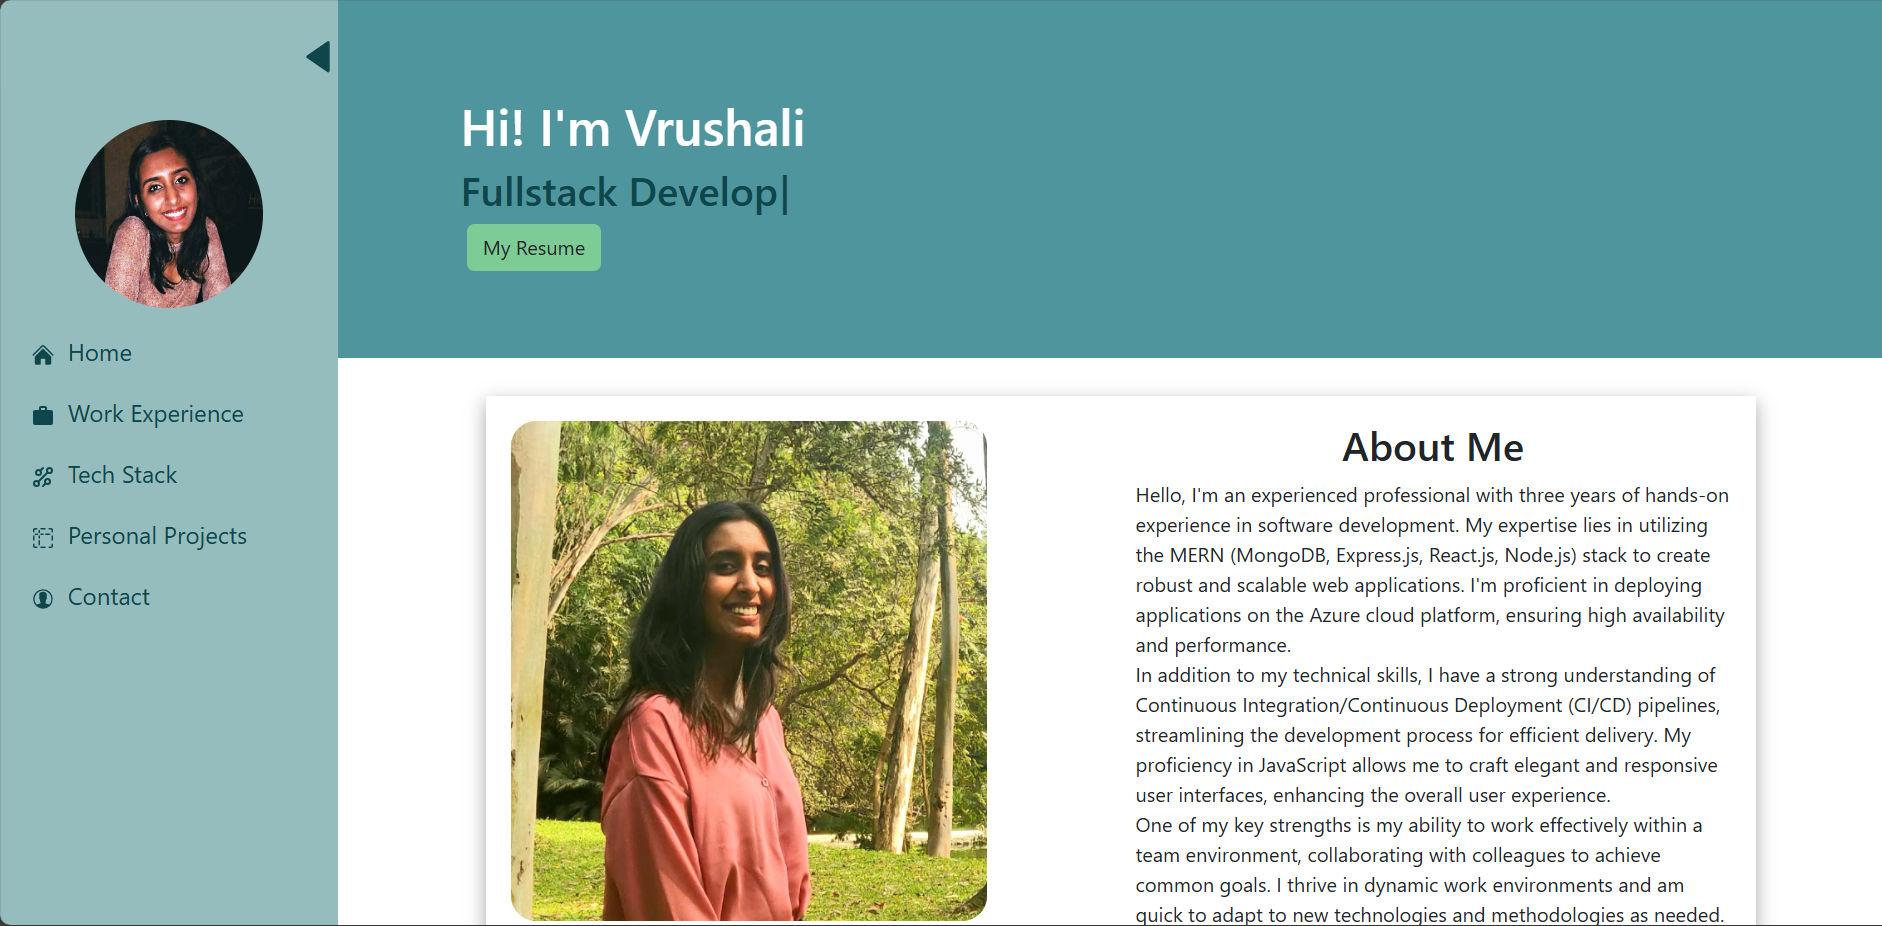 Home
Work Experience
Tech Stack
Personal Projects
Contact
Hi! I'm Vrushali
Fullstack Develop|
My Resume
About Me
Hello, I'm an experienced professional with three years of hands-on
experience in software development. My expertise lies in utilizing
the MERN (MongoDB, Express.js, React.js, Node.js) stack to create
robust and scalable web applications. I'm proficient in deploying
applications on the Azure cloud platform, ensuring high availability
and performance.
In addition to my technical skills, I have a strong understanding of
Continuous Integration/Continuous Deployment (CI/CD) pipelines,
streamlining the development process for efficient delivery. My
proficiency in JavaScript allows me to craft elegant and responsive
user interfaces, enhancing the overall user experience.
One of my key strengths is my ability to work effectively within a
team environment, collaborating with colleagues to achieve
common goals. I thrive in dynamic work environments and am
quick to adapt to new technologies and methodologies as needed.